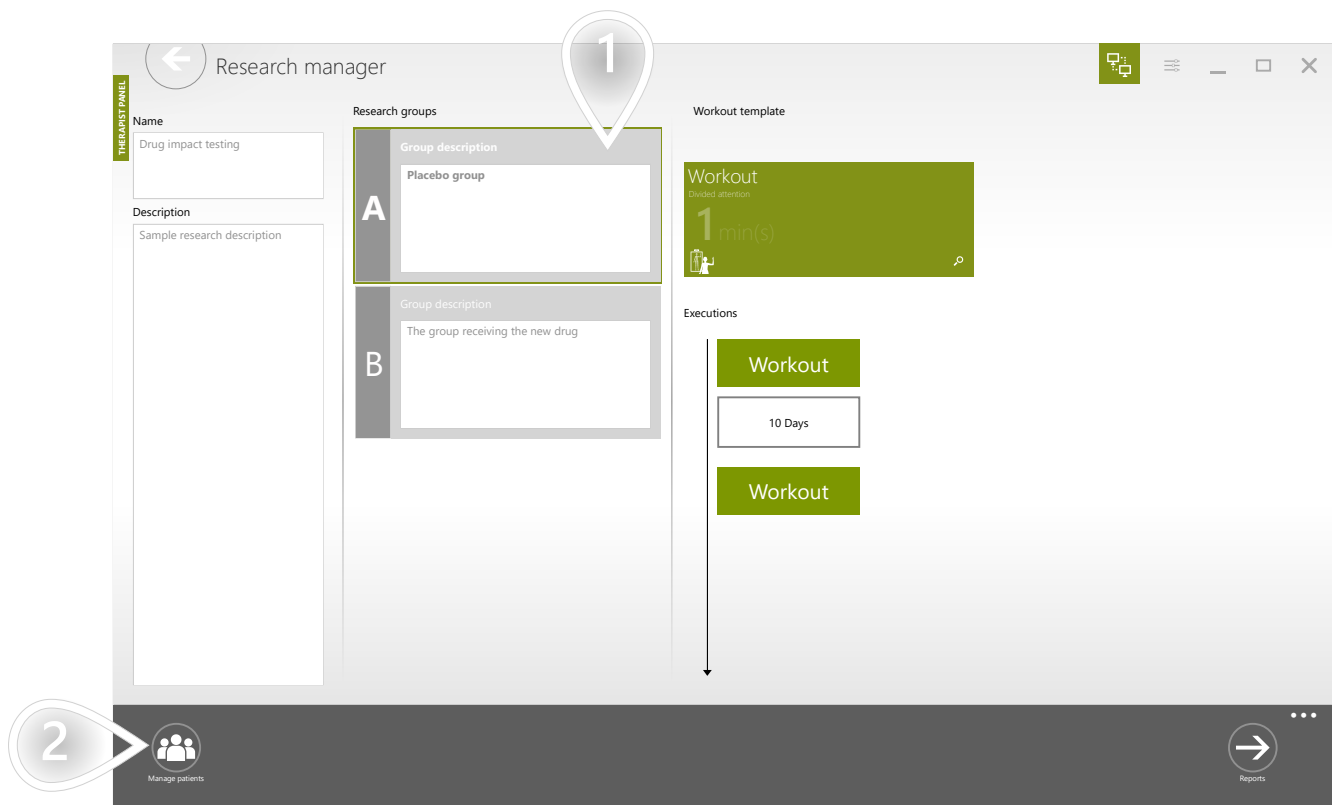 1
Research manager
THERAPIST PANEL
Name
Drug impact testing
Description
Sample research description
Research groups
A
Group description
Placebo group
B
Group description
The group receiving the new drug
Workout template
Workout
Divided attention
1 min(s)
Executions
Workout
10 Days
Workout
2
Manage patients
Reports